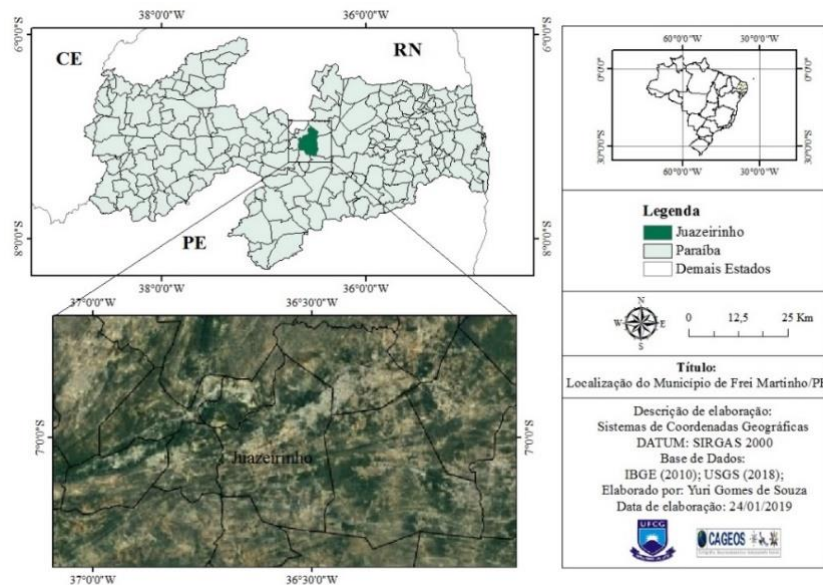 38°0'0"W
36°0'0"W
6°0'0"S
6°0'0"S
CE
RN
PE
8°0'0"S
8°0'0"S
38°0'0"W
36°0'0"W
37°0'0"W
36°30'0"W
7°0'0"S
7°0'0"S
Juazeirinho
37°0'0"W
36°30'0"W
60°0'0"W
30°0'0"W
0°0'0"
0°0'0"
30°0'0"S
30°0'0"S
60°0'0"W
30°0'0"W
Legenda
Juazeirinho
Paraíba
Demais Estados
N
W
E
S
0 12,5 25 Km
Título:
Localização do Município de Frei Martinho/PB
Descrição de elaboração:
Sistemas de Coordenadas Geográficas
DATUM: SIRGAS 2000
Base de Dados:
IBGE (2010); USGS (2018);
Elaborado por: Yuri Gomes de Souza
Data de elaboração: 24/01/2019
UFCG
CAGEOS